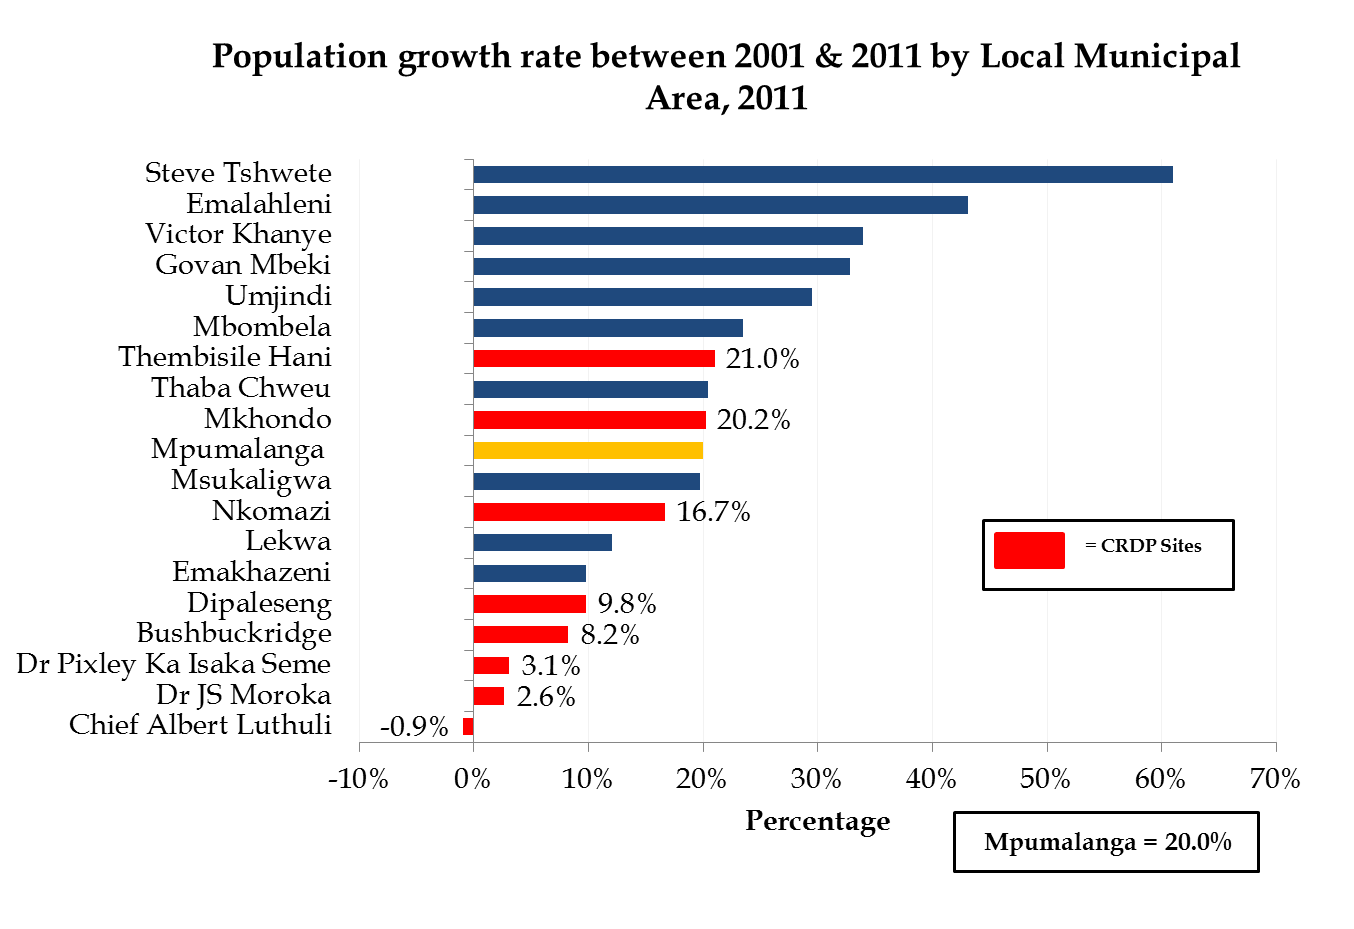 Population growth rate between 2001 & 2011 by Local Municipal
Area, 2011
Steve Tshwete
Emalahleni
Victor Khanye
Govan Mbeki
Umjindi
Mbombela
Thembisile Hani 21.0%
Thaba Chweu
Mkhondo 20.2%
Mpumalanga
Msukaligwa
Nkomazi 16.7%
Lekwa
Emakhazeni
Dipaleseng 9.8%
Bushbuckridge 8.2%
Dr Pixley Ka Isaka Seme 3.1%
Dr JS Moroka 2.6%
Chief Albert Luthuli -0.9%
= CRDP Sites
-10% 0% 10% 20% 30% 40% 50% 60% 70%
Percentage
Mpumalanga = 20.0%